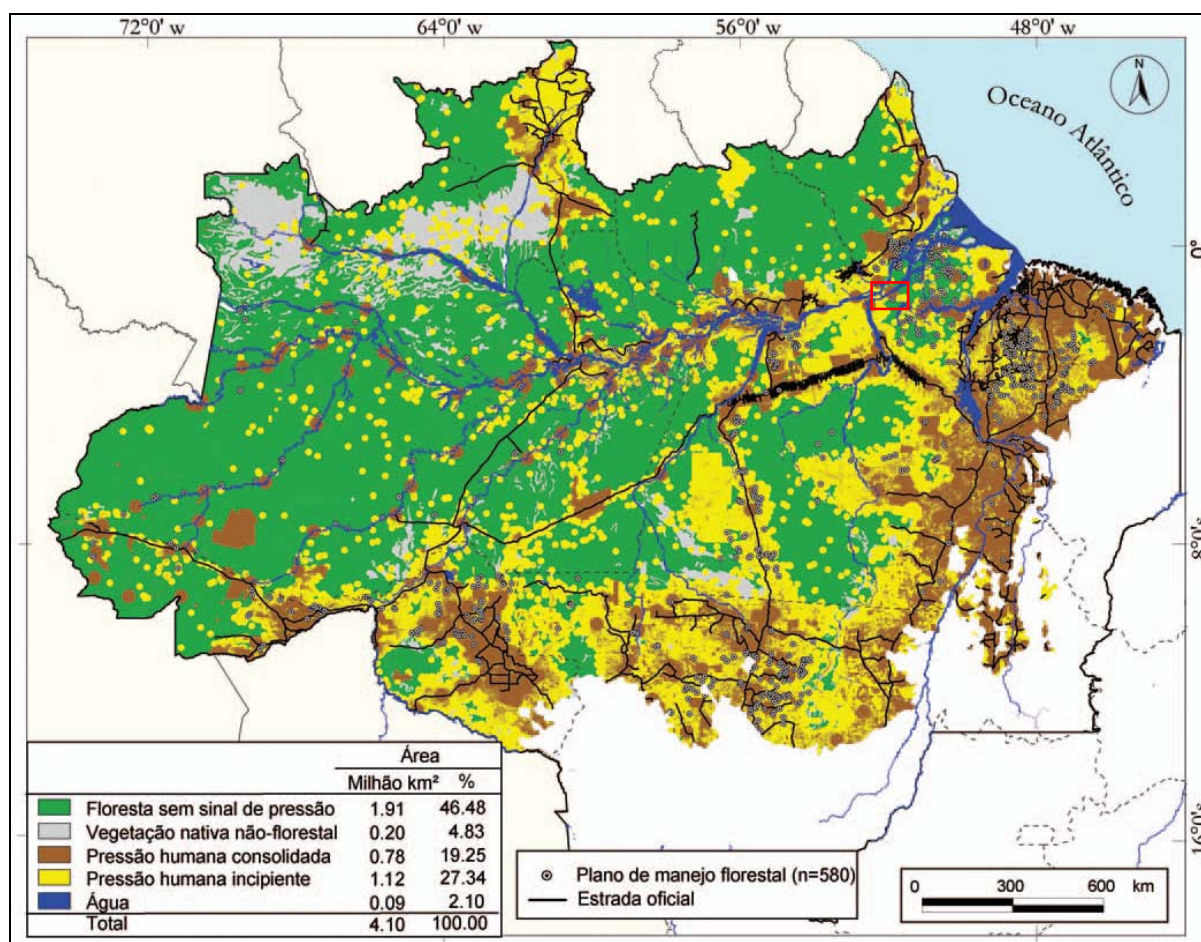 72°0' w 64°0' w 56°0' w 48°0' w
N
Oceano Atlântico
0°
8°0's
16°0's
Área
Milhão km² %
Floresta sem sinal de pressão 1.91 46.48
Vegetação nativa não-florestal 0.20 4.83
Pressão humana consolidada 0.78 19.25
Pressão humana incipiente 1.12 27.34
Água 0.09 2.10
Total 4.10 100.00
Plano de manejo florestal (n=580)
Estrada oficial
0 300 600 km